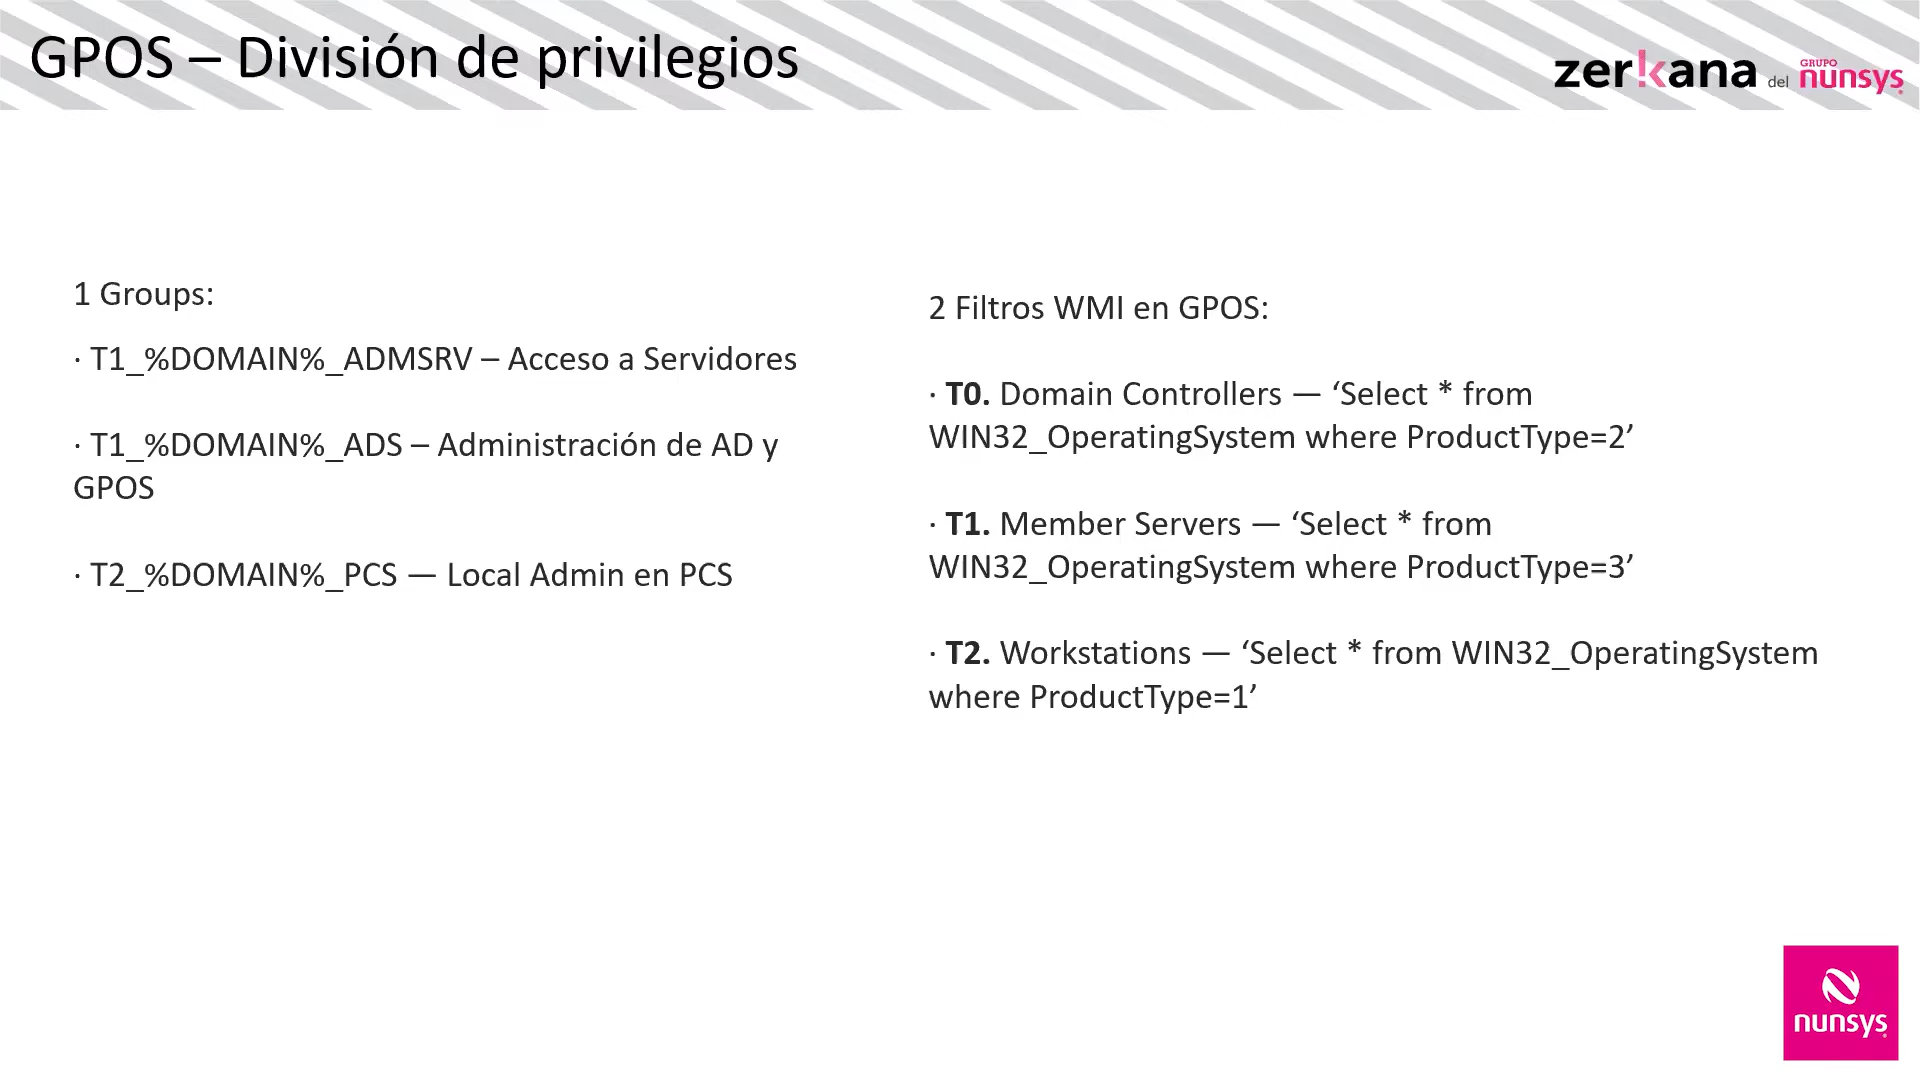 GPOS – División de privilegios
zer!kana del GRUPO nunsys
1 Groups:
· T1_%DOMAIN%_ADMSRV – Acceso a Servidores
· T1_%DOMAIN%_ADS – Administración de AD y
GPOS
· T2_%DOMAIN%_PCS — Local Admin en PCS
2 Filtros WMI en GPOS:
· T0. Domain Controllers — ‘Select * from
WIN32_OperatingSystem where ProductType=2’
· T1. Member Servers — ‘Select * from
WIN32_OperatingSystem where ProductType=3’
· T2. Workstations — ‘Select * from WIN32_OperatingSystem
where ProductType=1’
nunsys